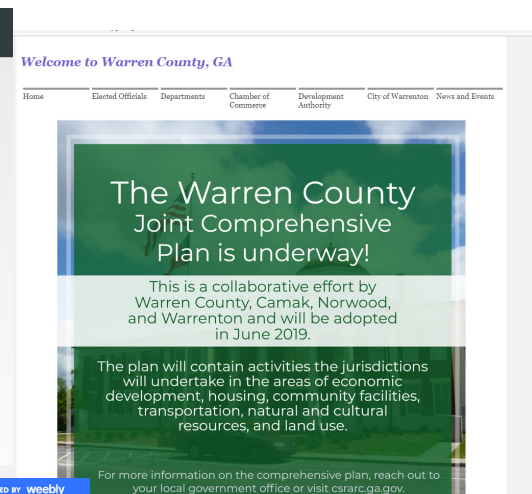 Welcome to Warren County, GA
Home
Elected Officials
Departments
Chamber of
Commerce
Development
Authority
City of Warrenton
News and Events
The Warren County
Joint Comprehensive
Plan is underway!
This is a collaborative effort by
Warren County, Camak, Norwood,
and Warrenton and will be adopted
in June 2019.
The plan will contain activities the jurisdictions
will undertake in the areas of economic
development, housing, community facilities,
transportation, natural and cultural
resources, and land use.
For more information on the comprehensive plan, reach out to
your local government office or visit csrarc.ga.gov.
ED BY weebly